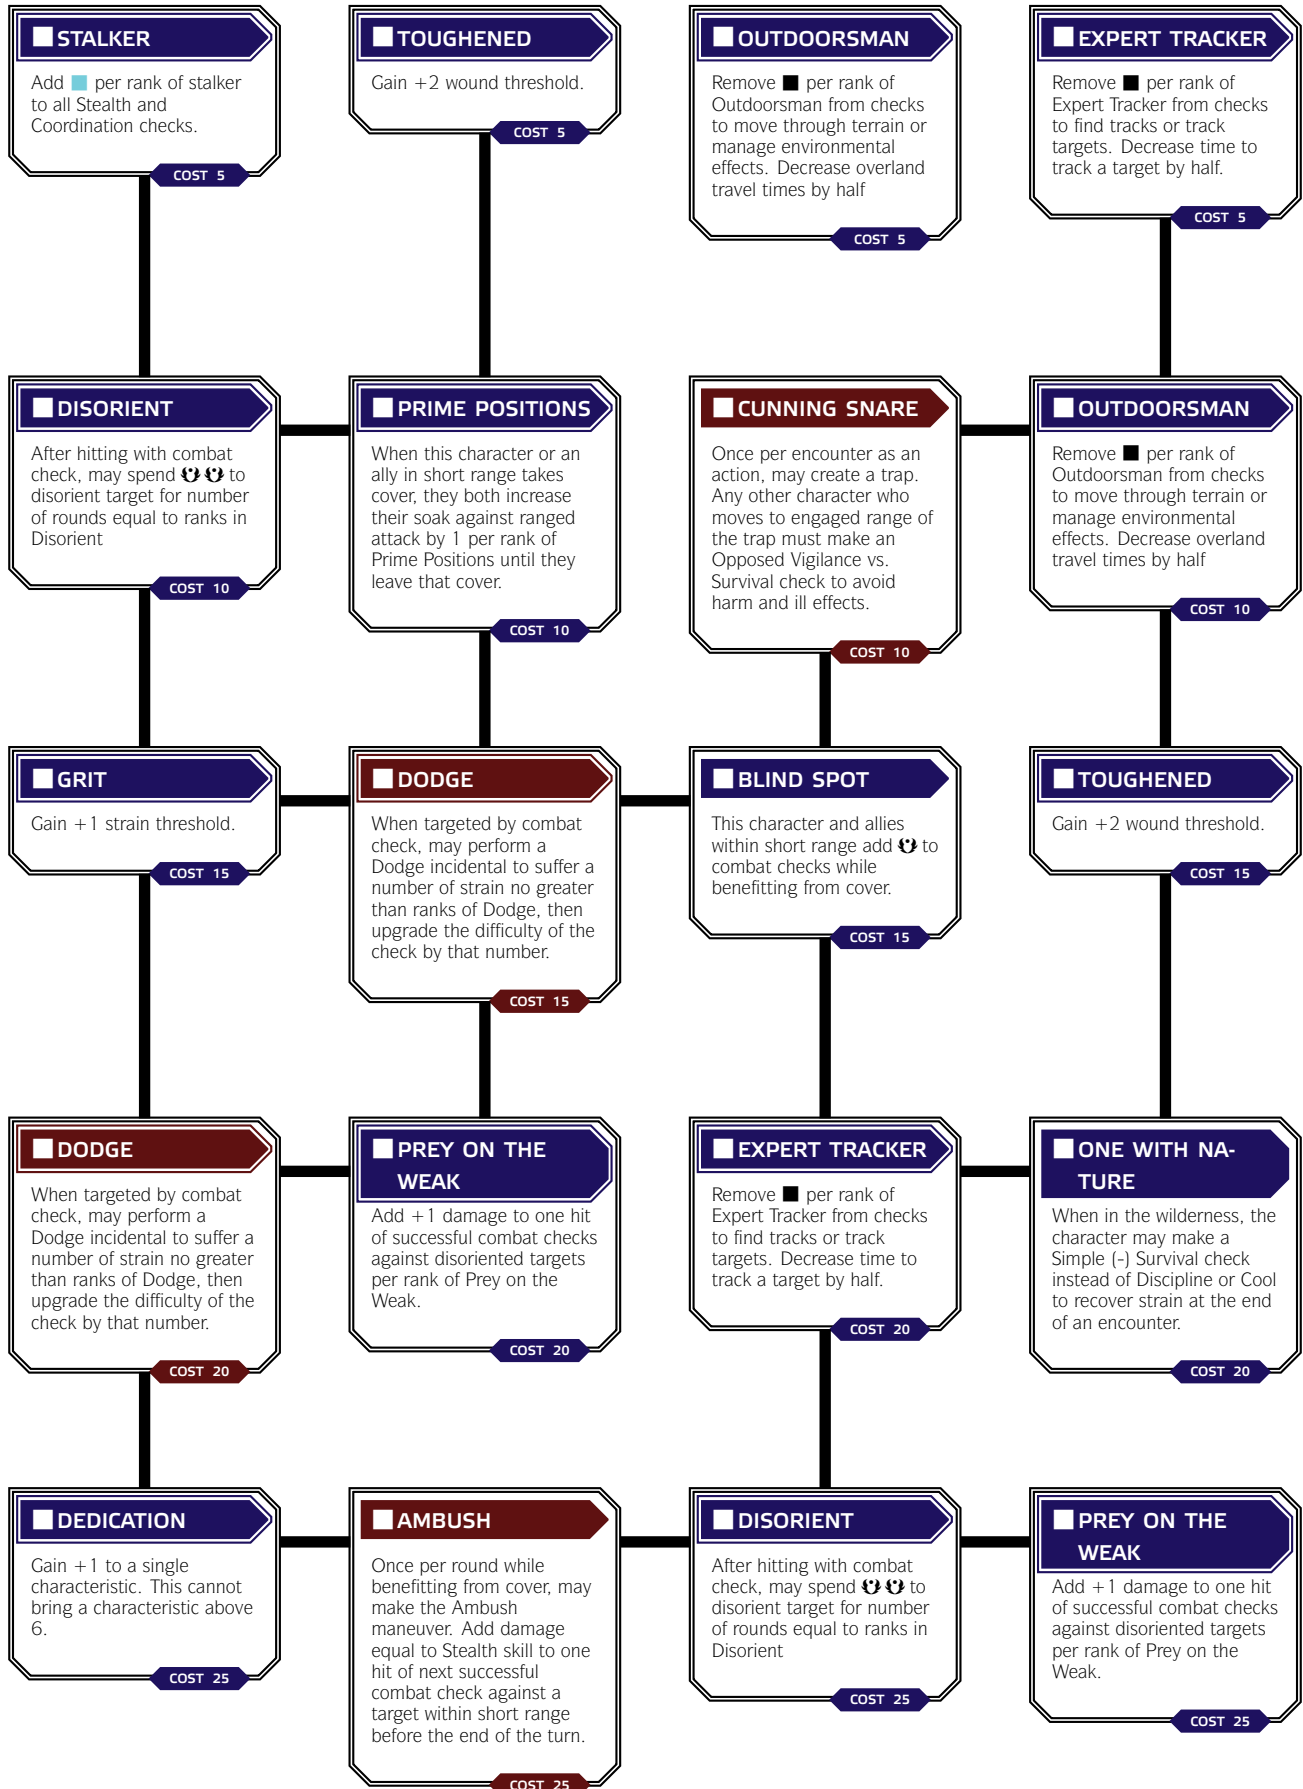 STALKER
Add per rank of stalker
to all Stealth and
Coordination checks.
COST 5
TOUGHENED
Gain +2 wound threshold.
COST 5
OUTDOORSMAN
Remove per rank of
Outdoorsman from checks
to move through terrain or
manage environmental
effects. Decrease overland
travel times by half
COST 5
EXPERT TRACKER
Remove per rank of
Expert Tracker from checks
to find tracks or track
targets. Decrease time to
track a target by half.
COST 5
DISORIENT
After hitting with combat
check, may spend to
disorient target for number
of rounds equal to ranks in
Disorient
COST 10
PRIME POSITIONS
When this character or an
ally in short range takes
cover, they both increase
their soak against ranged
attack by 1 per rank of
Prime Positions until they
leave that cover.
COST 10
CUNNING SNARE
Once per encounter as an
action, may create a trap.
Any other character who
moves to engaged range of
the trap must make an
Opposed Vigilance vs.
Survival check to avoid
harm and ill effects.
COST 10
OUTDOORSMAN
Remove per rank of
Outdoorsman from checks
to move through terrain or
manage environmental
effects. Decrease overland
travel times by half
COST 10
GRIT
Gain +1 strain threshold.
COST 15
DODGE
When targeted by combat
check, may perform a
Dodge incidental to suffer a
number of strain no greater
than ranks of Dodge, then
upgrade the difficulty of the
check by that number.
COST 15
BLIND SPOT
This character and allies
within short range add to
combat checks while
benefitting from cover.
COST 15
TOUGHENED
Gain +2 wound threshold.
COST 15
DODGE
When targeted by combat
check, may perform a
Dodge incidental to suffer a
number of strain no greater
than ranks of Dodge, then
upgrade the difficulty of the
check by that number.
COST 20
PREY ON THE
WEAK
Add +1 damage to one hit
of successful combat checks
against disoriented targets
per rank of Prey on the
Weak.
COST 20
EXPERT TRACKER
Remove per rank of
Expert Tracker from checks
to find tracks or track
targets. Decrease time to
track a target by half.
COST 20
ONE WITH NA-
TURE
When in the wilderness, the
character may make a
Simple (-) Survival check
instead of Discipline or Cool
to recover strain at the end
of an encounter.
COST 20
DEDICATION
Gain +1 to a single
characteristic. This cannot
bring a characteristic above
6.
COST 25
AMBUSH
Once per round while
benefitting from cover, may
make the Ambush
maneuver. Add damage
equal to Stealth skill to one
hit of next successful
combat check against a
target within short range
before the end of the turn.
COST 25
DISORIENT
After hitting with combat
check, may spend to
disorient target for number
of rounds equal to ranks in
Disorient
COST 25
PREY ON THE
WEAK
Add +1 damage to one hit
of successful combat checks
against disoriented targets
per rank of Prey on the
Weak.
COST 25